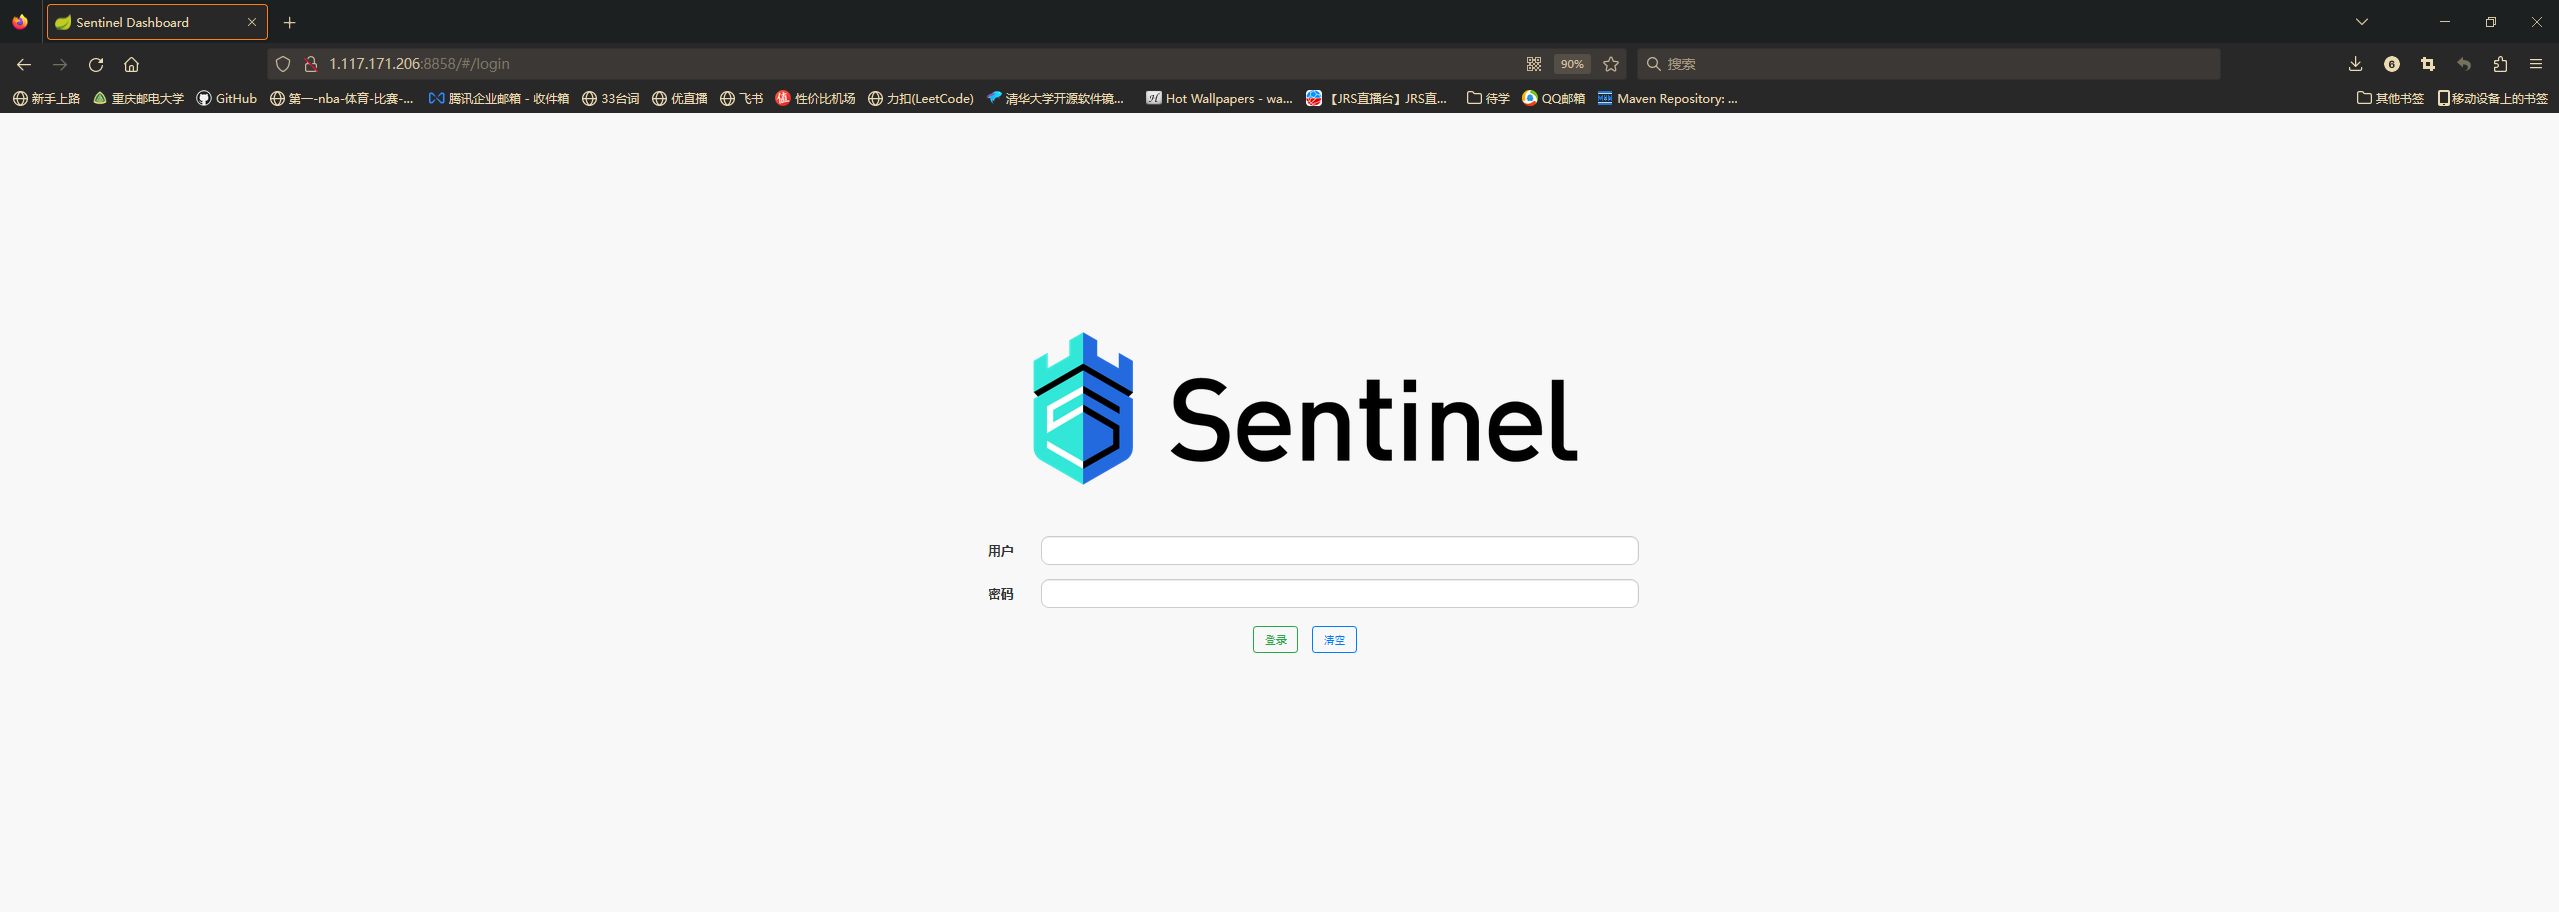 Sentinel Dashboard
1.117.171.206:8858/#/login
90%
搜索
6
新手上路 重庆邮电大学 GitHub 第一-nba-体育-比赛-... 腾讯企业邮箱 - 收件箱 33台词 优直播 飞书 性价比机场 力扣(LeetCode) 清华大学开源软件镜... Hot Wallpapers - wa... 【JRS直播台】JRS直... 待学 QQ邮箱 Maven Repository: ... 其他书签 移动设备上的书签
Sentinel
用户
密码
登录 清空